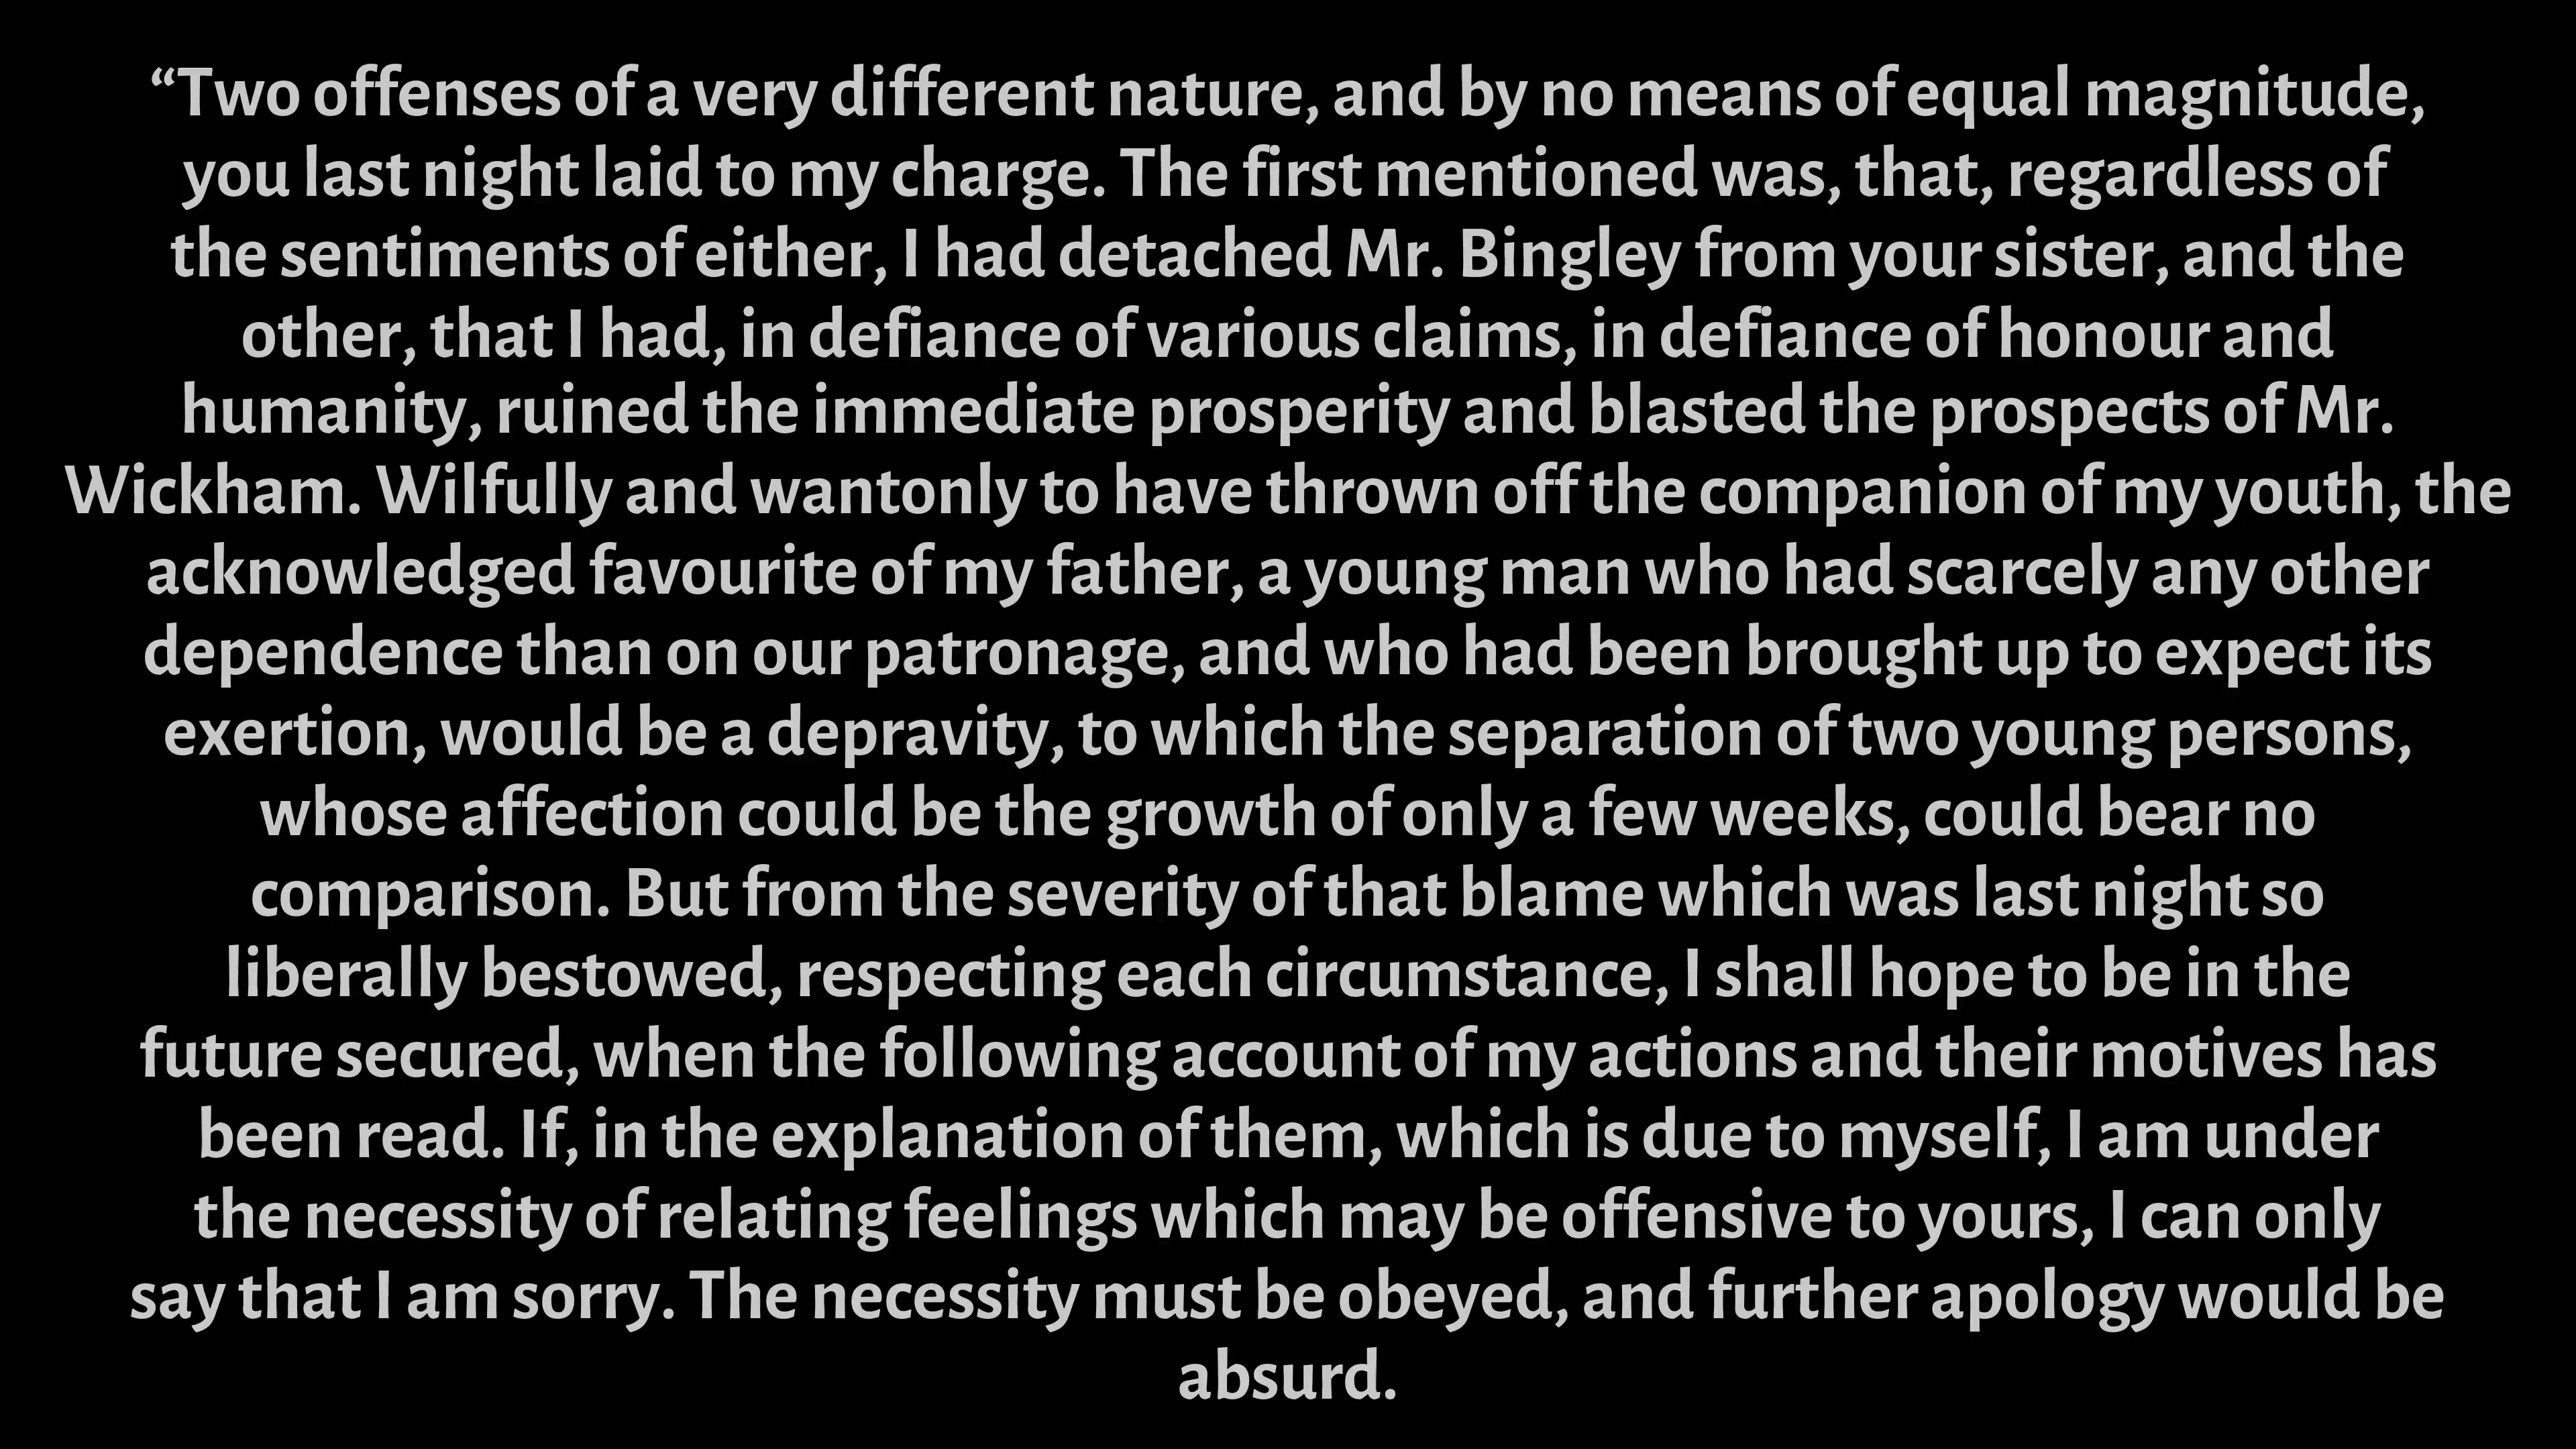 “Two offenses of a very different nature, and by no means of equal magnitude,
you last night laid to my charge. The first mentioned was, that, regardless of
the sentiments of either, I had detached Mr. Bingley from your sister, and the
other, that I had, in defiance of various claims, in defiance of honour and
humanity, ruined the immediate prosperity and blasted the prospects of Mr.
Wickham. Wilfully and wantonly to have thrown off the companion of my youth, the
acknowledged favourite of my father, a young man who had scarcely any other
dependence than on our patronage, and who had been brought up to expect its
exertion, would be a depravity, to which the separation of two young persons,
whose affection could be the growth of only a few weeks, could bear no
comparison. But from the severity of that blame which was last night so
liberally bestowed, respecting each circumstance, I shall hope to be in the
future secured, when the following account of my actions and their motives has
been read. If, in the explanation of them, which is due to myself, I am under
the necessity of relating feelings which may be offensive to yours, I can only
say that I am sorry. The necessity must be obeyed, and further apology would be
absurd.